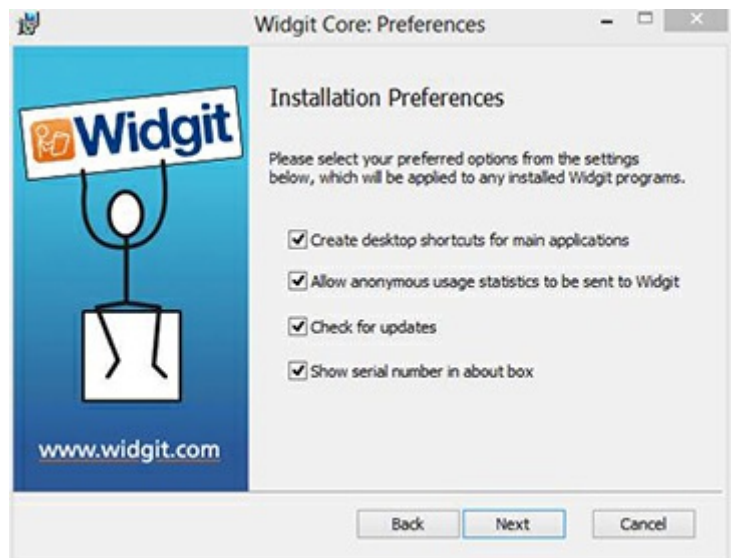 Widgit Core: Preferences
Widgit
Installation Preferences
Please select your preferred options from the settings
below, which will be applied to any installed Widgit programs.
Create desktop shortcuts for main applications
Allow anonymous usage statistics to be sent to Widgit
Check for updates
Show serial number in about box
www.widgit.com
Back Next Cancel